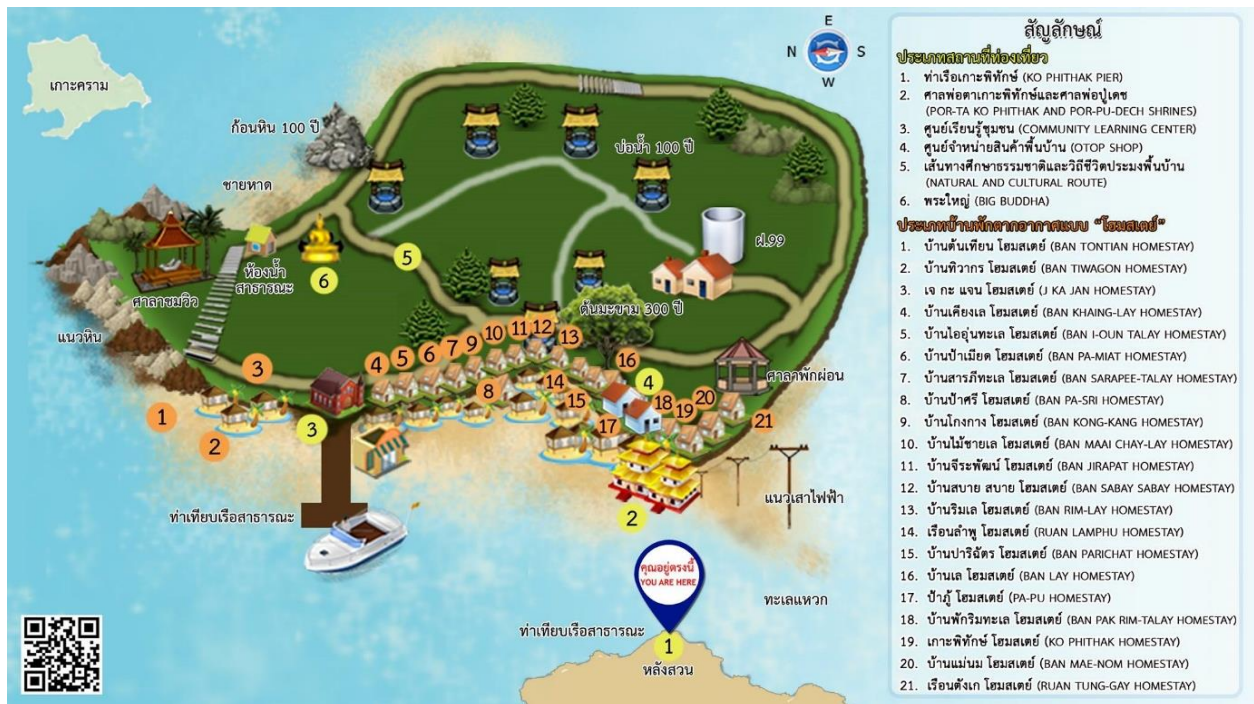 E
N S
W
เกาะคราม
ก้อนหิน 100 ปี
บ่อน้ำ 100 ปี
ชายหาด
ฝ.99
5
6
ห้องน้ำ
สาธารณะ
ศาลาชมวิว
ต้นมะขาม 300 ปี
แนวหิน
3
4
5
6
7
9
10
11
12
13
16
ศาลาพักผ่อน
1
2
3
8
14
15
17
4
18
19
20
21
แนวเสาไฟฟ้า
ท่าเทียบเรือสาธารณะ
2
คุณอยู่ตรงนี้
YOU ARE HERE
ทะเลแหวก
ท่าเทียบเรือสาธารณะ
1
หลังสวน
สัญลักษณ์
ประเภทสถานที่ท่องเที่ยว
1. ท่าเรือเกาะพิทักษ์ (KO PHITHAK PIER)
2. ศาลพ่อตาเกาะพิทักษ์และศาลพ่อปู่เดช
(POR-TA KO PHITHAK AND POR-PU-DECH SHRINES)
3. ศูนย์เรียนรู้ชุมชน (COMMUNITY LEARNING CENTER)
4. ศูนย์จำหน่ายสินค้าพื้นบ้าน (OTOP SHOP)
5. เส้นทางศึกษาธรรมชาติและวิถีชีวิตประมงพื้นบ้าน
(NATURAL AND CULTURAL ROUTE)
6. พระใหญ่ (BIG BUDDHA)
ประเภทบ้านพักตากอากาศแบบ "โฮมสเตย์"
1. บ้านต้นเทียน โฮมสเตย์ (BAN TONTIAN HOMESTAY)
2. บ้านทิวากร โฮมสเตย์ (BAN TIWAGON HOMESTAY)
3. เจ กะ แจน โฮมสเตย์ (J KA JAN HOMESTAY)
4. บ้านเคียงเล โฮมสเตย์ (BAN KHAING-LAY HOMESTAY)
5. บ้านไออุ่นทะเล โฮมสเตย์ (BAN I-OUN TALAY HOMESTAY)
6. บ้านป้าเมียด โฮมสเตย์ (BAN PA-MIAT HOMESTAY)
7. บ้านสารภีทะเล โฮมสเตย์ (BAN SARAPEE-TALAY HOMESTAY)
8. บ้านป้าศรี โฮมสเตย์ (BAN PA-SRI HOMESTAY)
9. บ้านโกงกาง โฮมสเตย์ (BAN KONG-KANG HOMESTAY)
10. บ้านไม้ชายเล โฮมสเตย์ (BAN MAAI CHAY-LAY HOMESTAY)
11. บ้านจีระพัฒน์ โฮมสเตย์ (BAN JIRAPAT HOMESTAY)
12. บ้านสบาย สบาย โฮมสเตย์ (BAN SABAY SABAY HOMESTAY)
13. บ้านริมเล โฮมสเตย์ (BAN RIM-LAY HOMESTAY)
14. เรือนลำพู โฮมสเตย์ (RUAN LAMPHU HOMESTAY)
15. บ้านปาริฉัตร โฮมสเตย์ (BAN PARICHAT HOMESTAY)
16. บ้านเล โฮมสเตย์ (BAN LAY HOMESTAY)
17. ป้าภู้ โฮมสเตย์ (PA-PU HOMESTAY)
18. บ้านพักริมทะเล โฮมสเตย์ (BAN PAK RIM-TALAY HOMESTAY)
19. เกาะพิทักษ์ โฮมสเตย์ (KO PHITHAK HOMESTAY)
20. บ้านแม่นม โฮมสเตย์ (BAN MAE-NOM HOMESTAY)
21. เรือนตังเก โฮมสเตย์ (RUAN TUNG-GAY HOMESTAY)